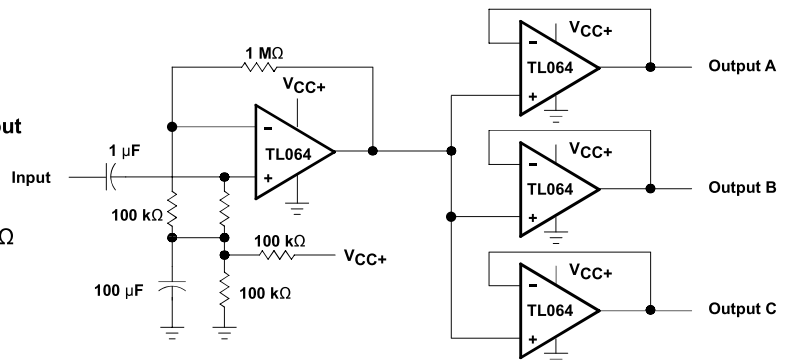 1 MΩ
VCC+
-
TL064
+
1 µF
Input
100 kΩ
100 kΩ
VCC+
100 µF
100 kΩ
VCC+
-
TL064
+
Output A
VCC+
-
TL064
+
Output B
VCC+
-
TL064
+
Output C
out
Ω